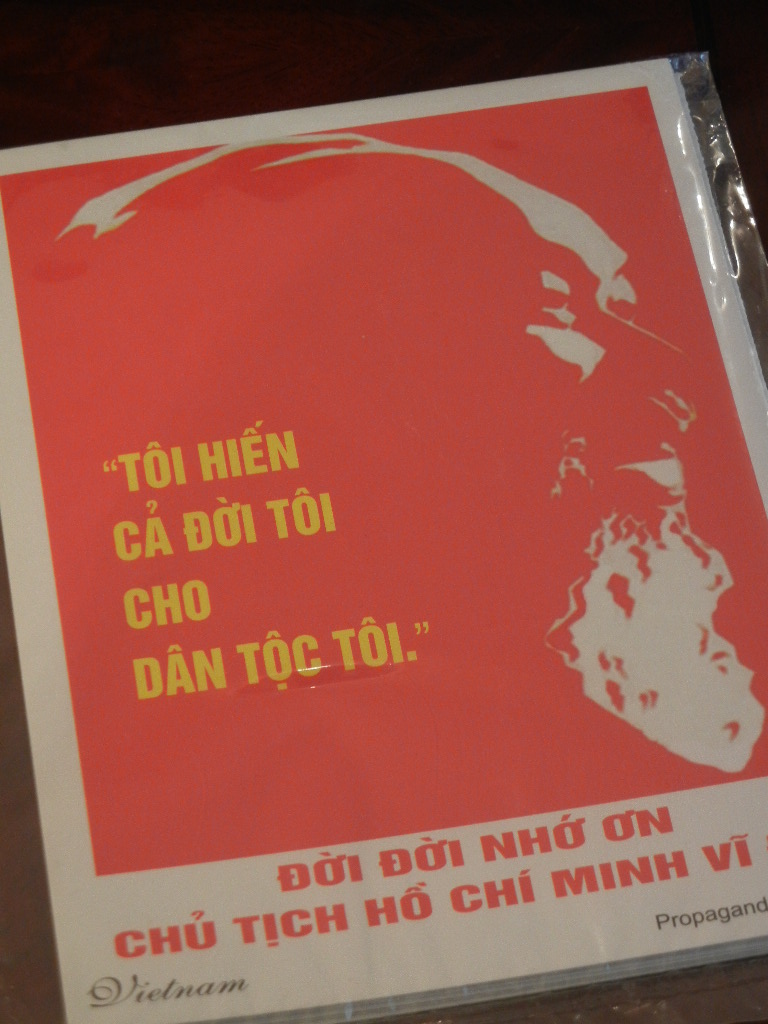 “TÔI HIẾN
CẢ ĐỜI TÔI
CHO
DÂN TỘC TÔI.”
ĐỜI ĐỜI NHỚ ƠN
CHỦ TỊCH HỒ CHÍ MINH VĨ
Propagand
Vietnam